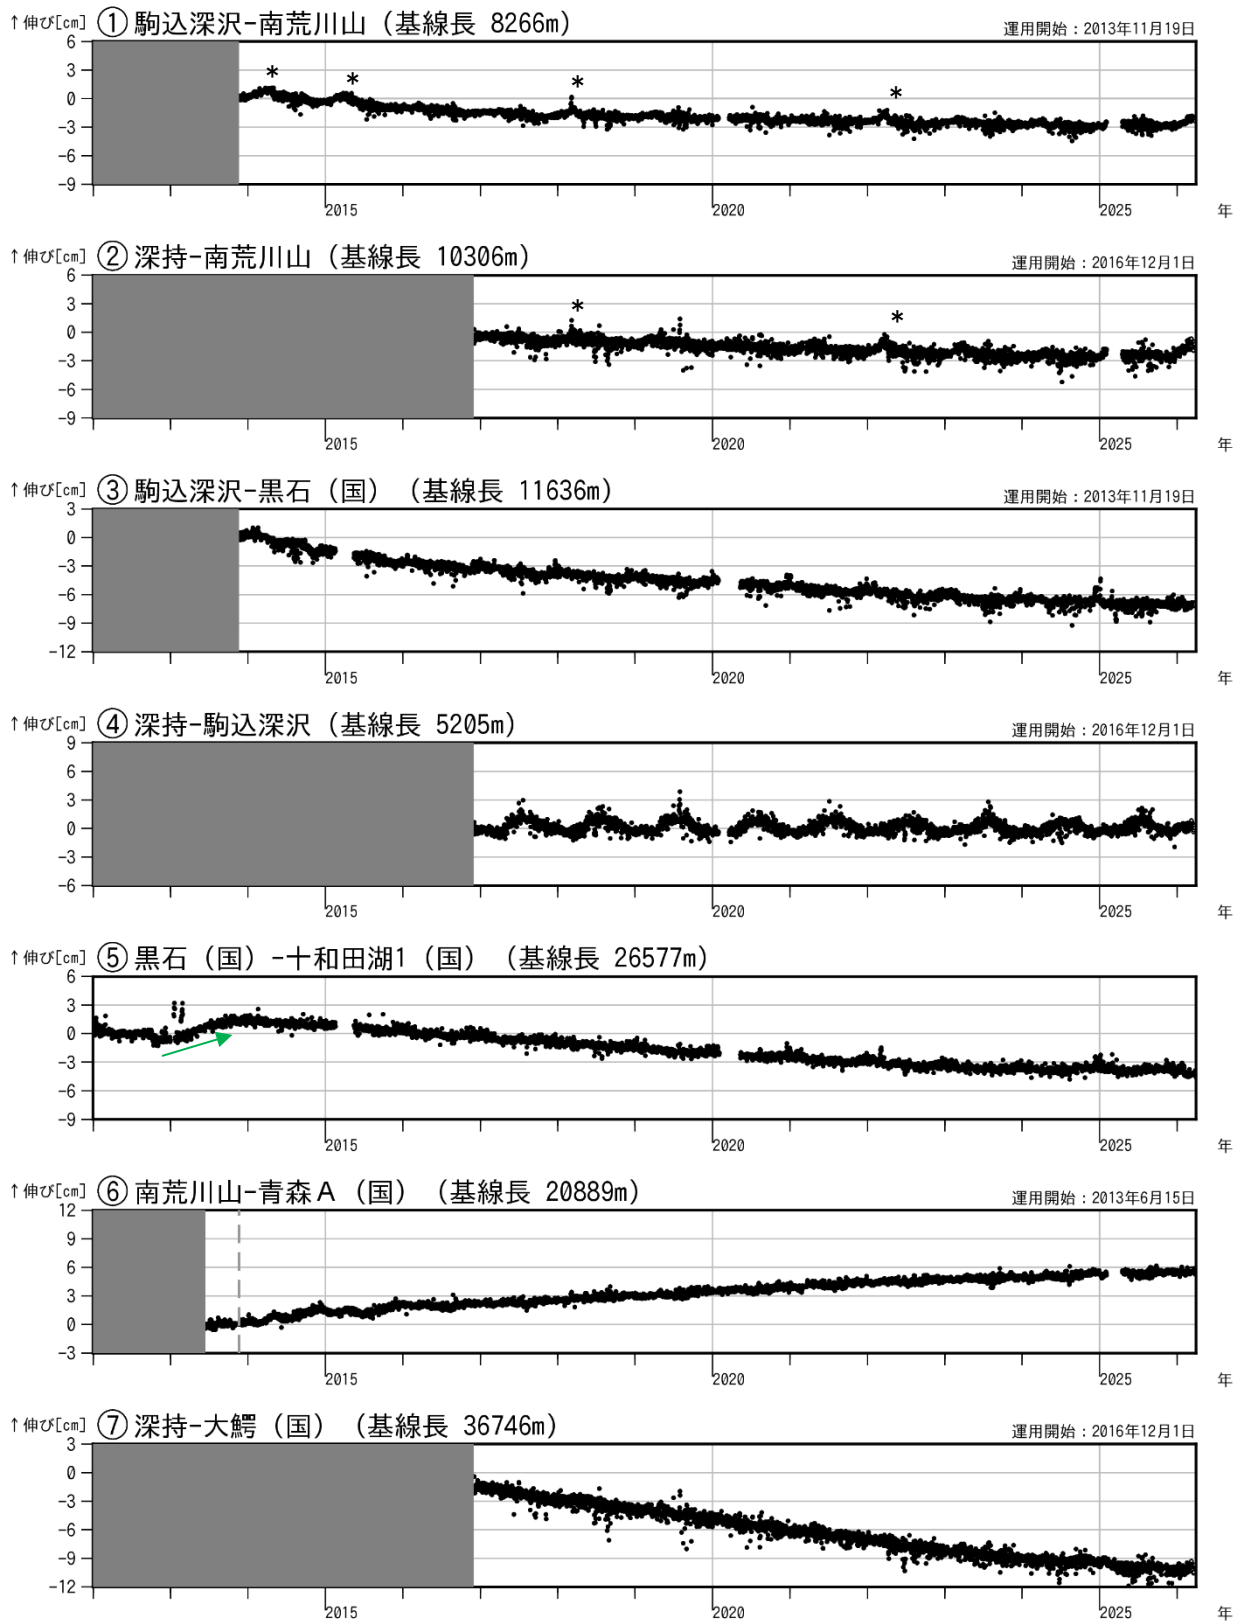 ↑伸び[cm] ①駒込深沢-南荒川山（基線長 8266m） 運用開始：2013年11月19日
6
3
0
-3
-6
-9
* * * *
2015 2020 2025 年
↑伸び[cm] ②深持-南荒川山（基線長 10306m） 運用開始：2016年12月1日
6
3
0
-3
-6
-9
* *
2015 2020 2025 年
↑伸び[cm] ③駒込深沢-黒石（国）（基線長 11636m） 運用開始：2013年11月19日
3
0
-3
-6
-9
-12
2015 2020 2025 年
↑伸び[cm] ④深持-駒込深沢（基線長 5205m） 運用開始：2016年12月1日
9
6
3
0
-3
-6
2015 2020 2025 年
↑伸び[cm] ⑤黒石（国）-十和田湖1（国）（基線長 26577m）
6
3
0
-3
-6
-9
2015 2020 2025 年
↑伸び[cm] ⑥南荒川山-青森Ａ（国）（基線長 20889m） 運用開始：2013年6月15日
12
9
6
3
0
-3
2015 2020 2025 年
↑伸び[cm] ⑦深持-大鰐（国）（基線長 36746m） 運用開始：2016年12月1日
3
0
-3
-6
-9
-12
2015 2020 2025 年